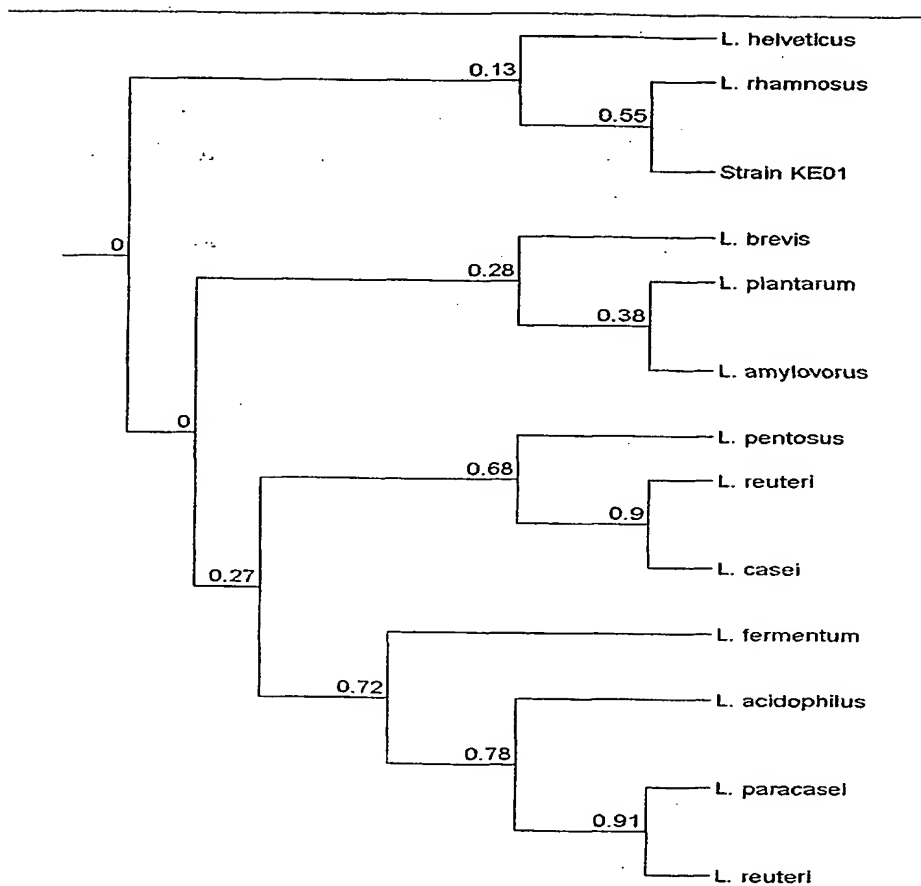 L. helveticus
0.13
L. rhamnosus
0.55
Strain KE01
0
L. brevis
0.28
L. plantarum
0.38
L. amylovorus
0
L. pentosus
0.68
L. reuteri
0.9
L. casei
0.27
L. fermentum
0.72
L. acidophilus
0.78
L. paracasei
0.91
L. reuteri